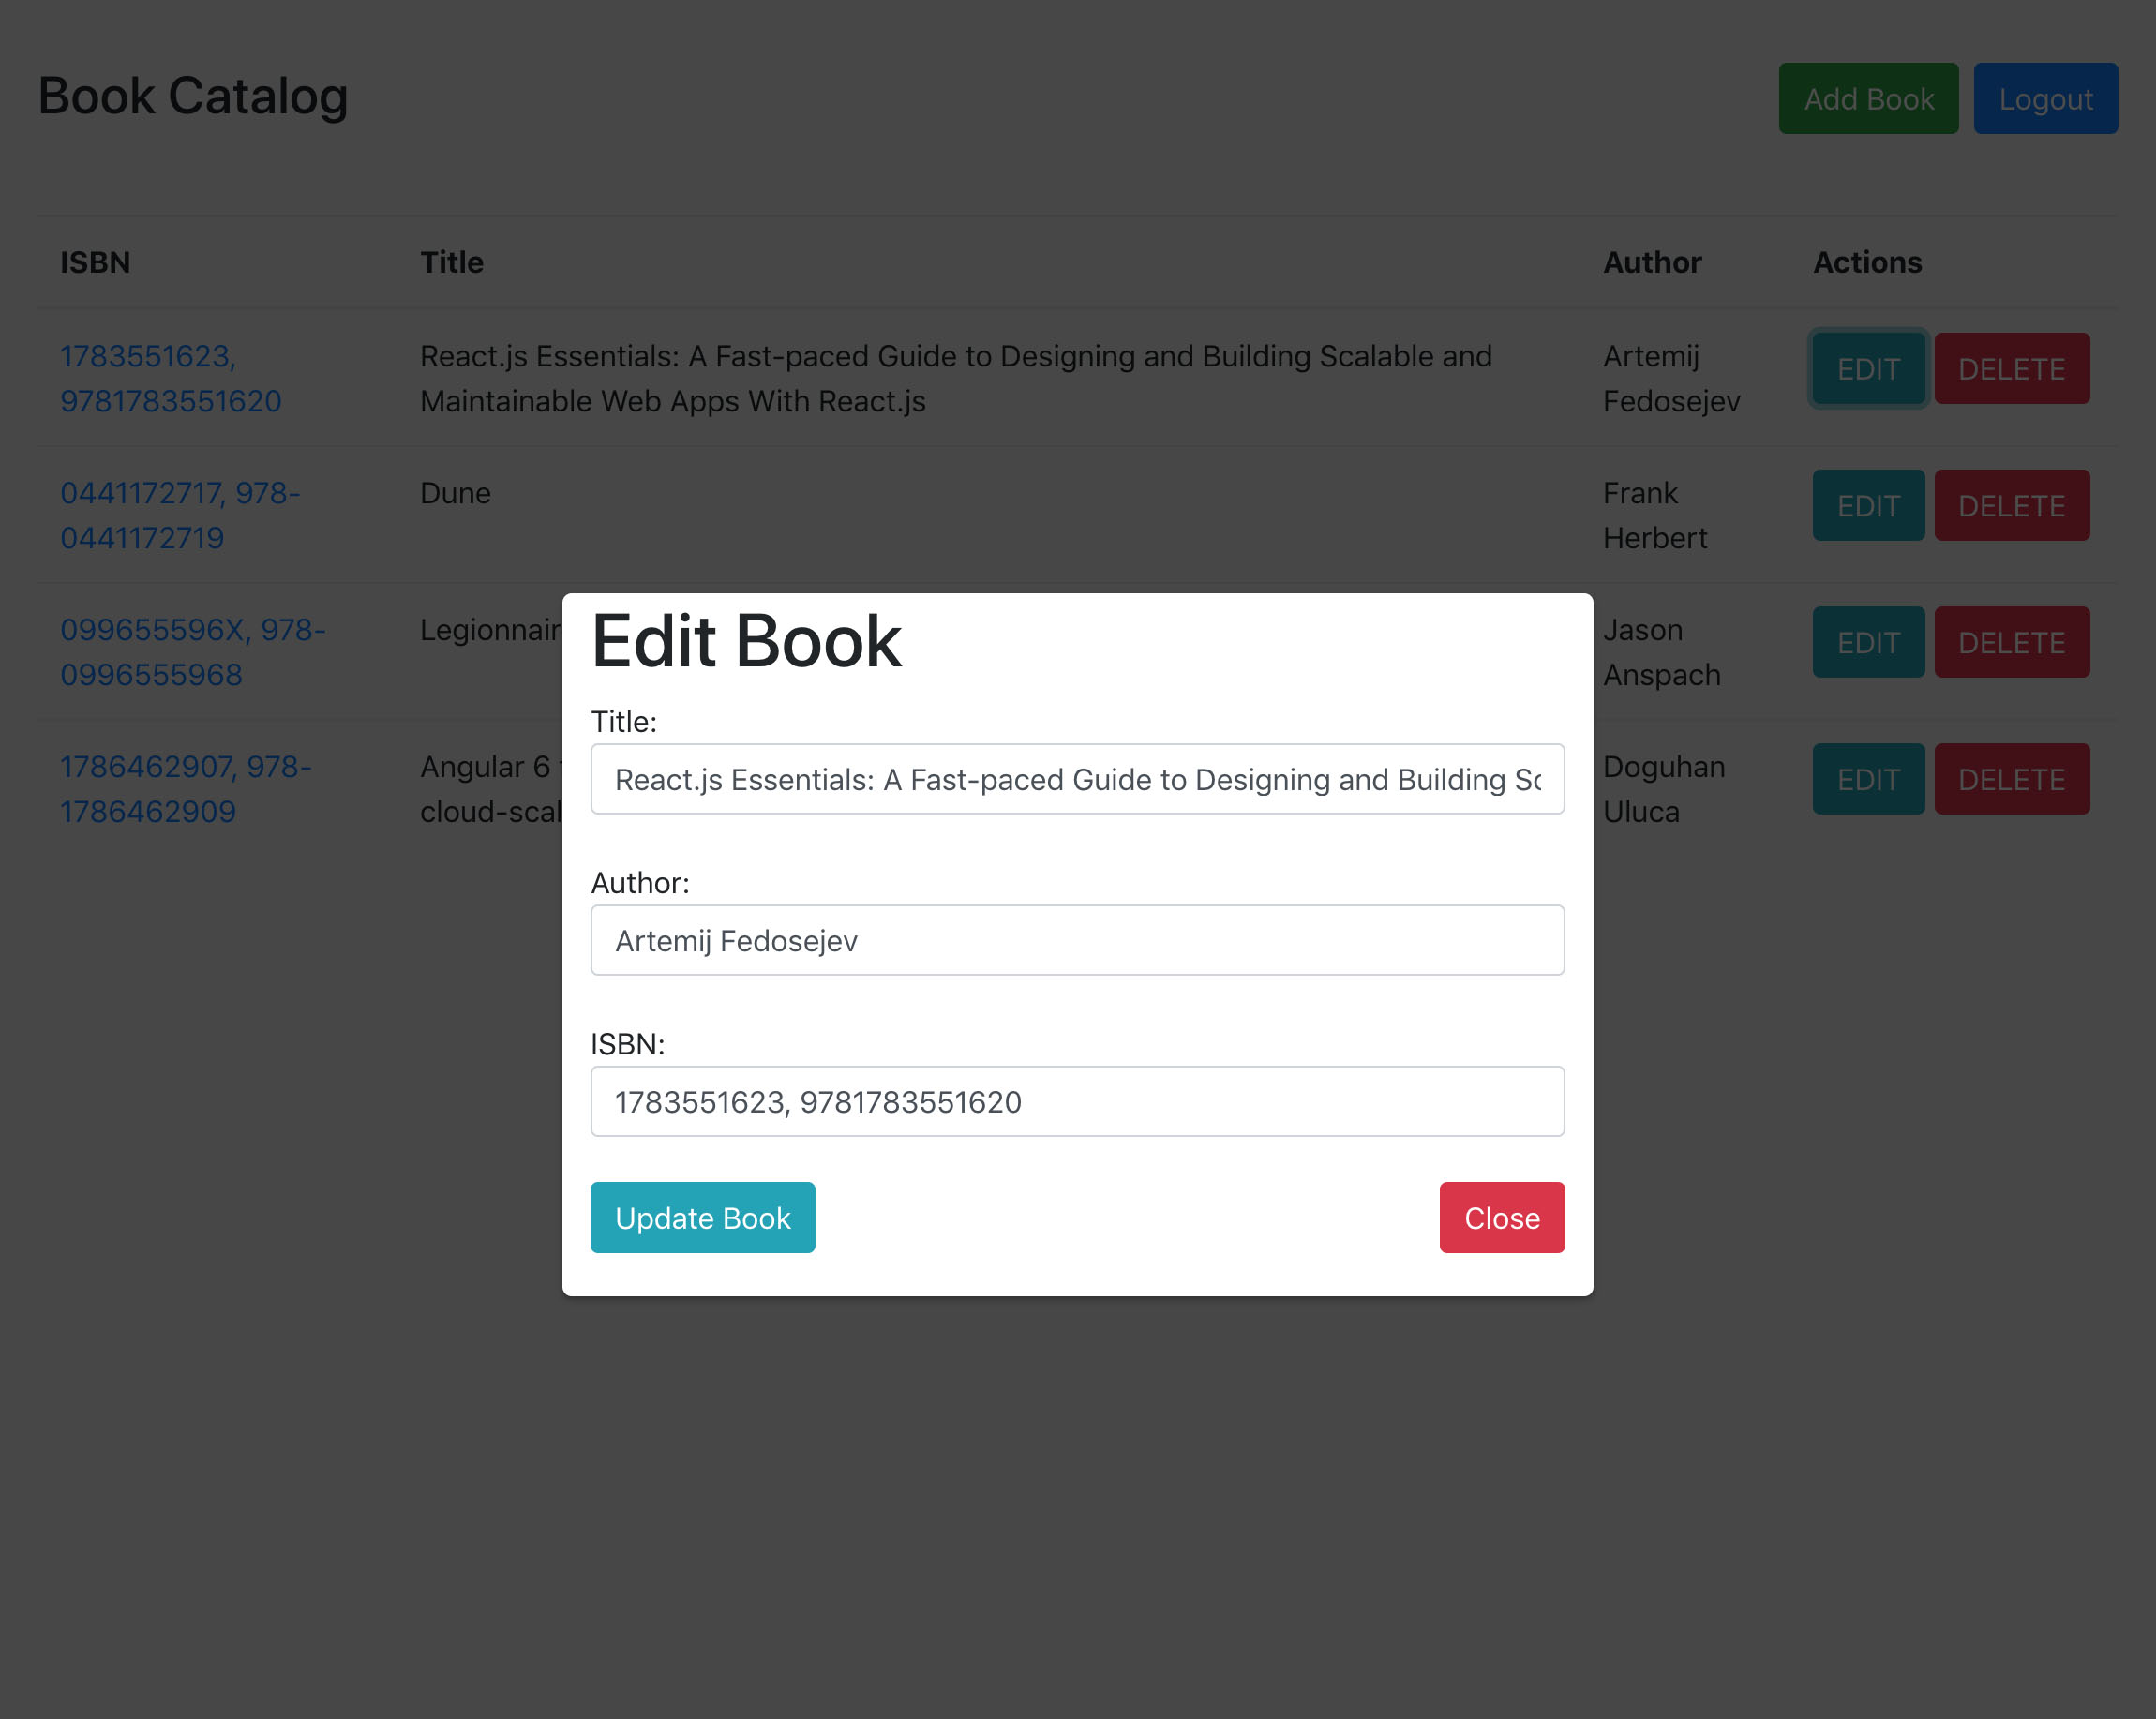 Book Catalog
Add Book
Logout
ISBN
Title
Author
Actions
1783551623,
9781783551620
React.js Essentials: A Fast-paced Guide to Designing and Building Scalable and
Maintainable Web Apps With React.js
Artemij
Fedosejev
EDIT
DELETE
0441172717, 978-
0441172719
Dune
Frank
Herbert
EDIT
DELETE
099655596X, 978-
0996555968
Legionnair
Jason
Anspach
EDIT
DELETE
1786462907, 978-
1786462909
Angular 6
cloud-scal
Doguhan
Uluca
EDIT
DELETE
Edit Book
Title:
React.js Essentials: A Fast-paced Guide to Designing and Building Sc
Author:
Artemij Fedosejev
ISBN:
1783551623, 9781783551620
Update Book
Close